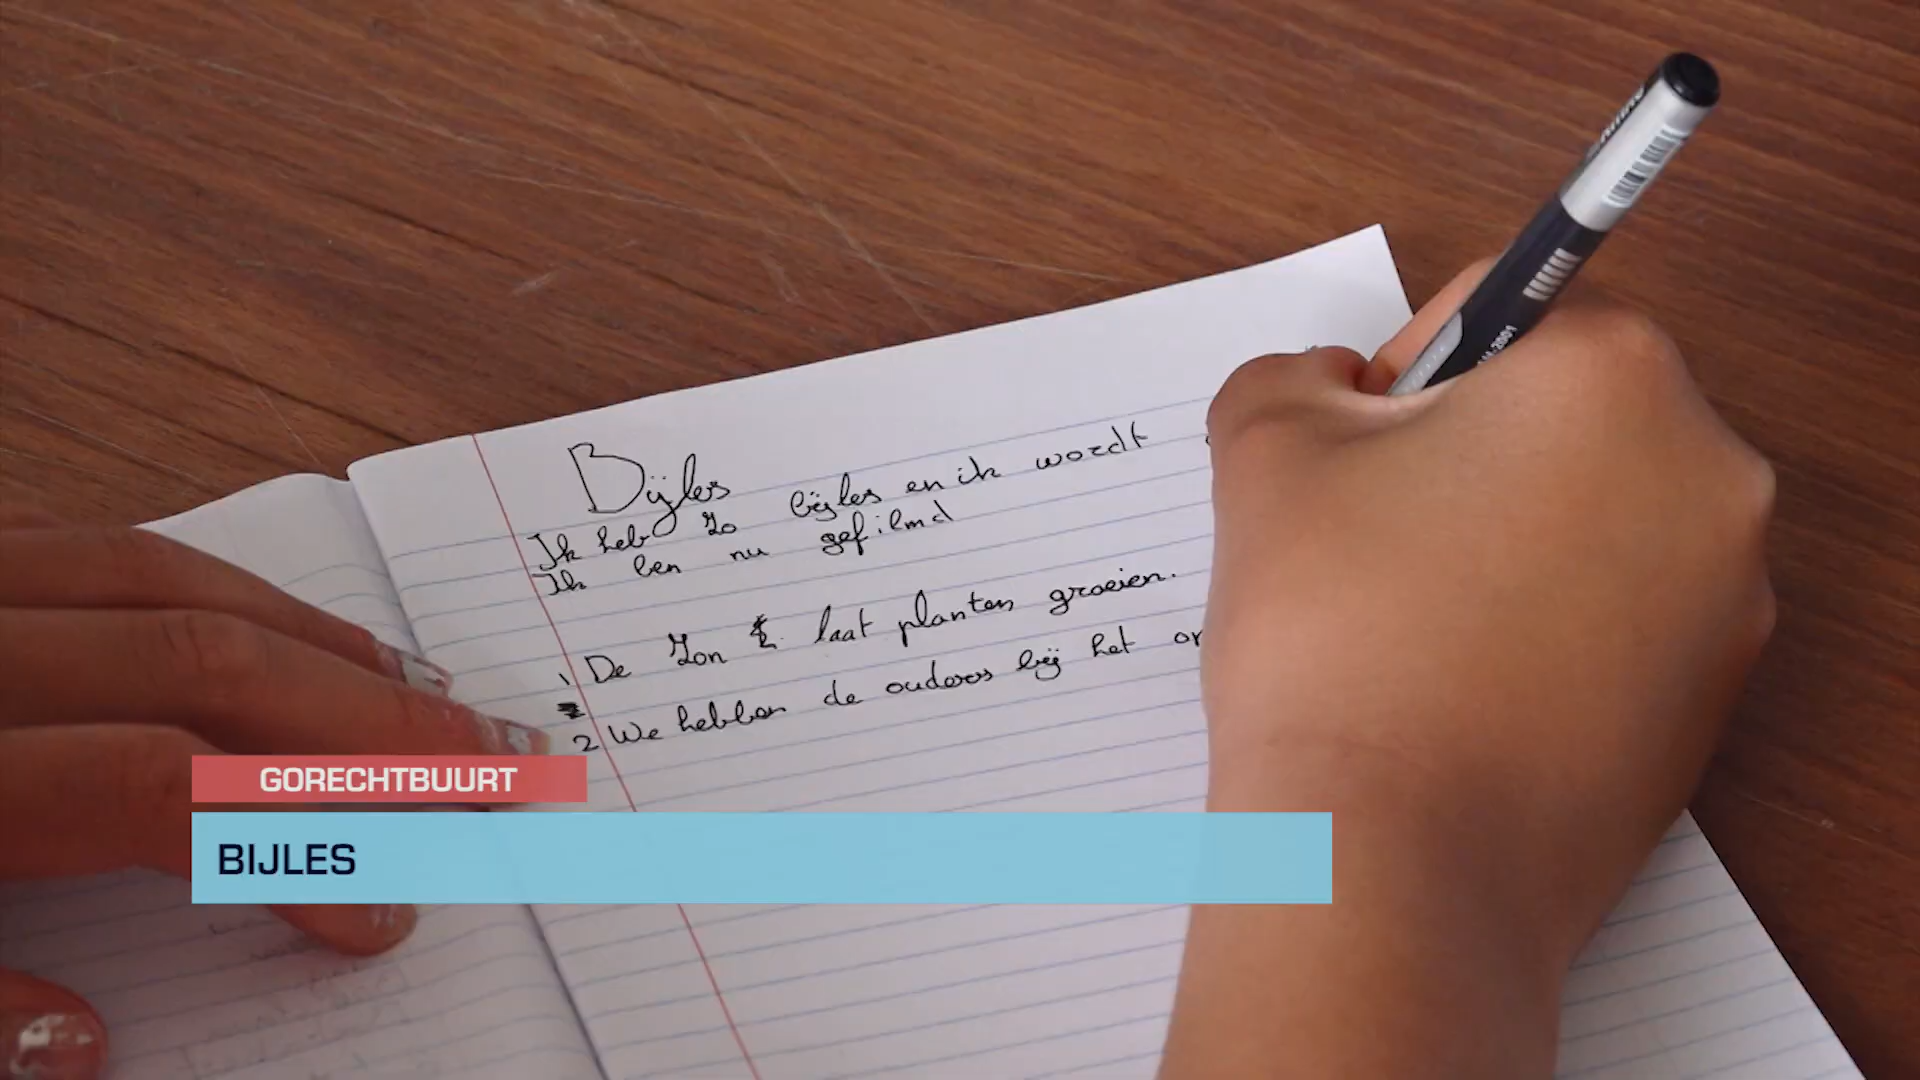 Bijles
Ik heb zo bijles en ik wordt
Ik ben nu gefilmd
1 De zon laat planten groeien.
2 We hebben de ouders bij het
GORECHTBUURT
BIJLES